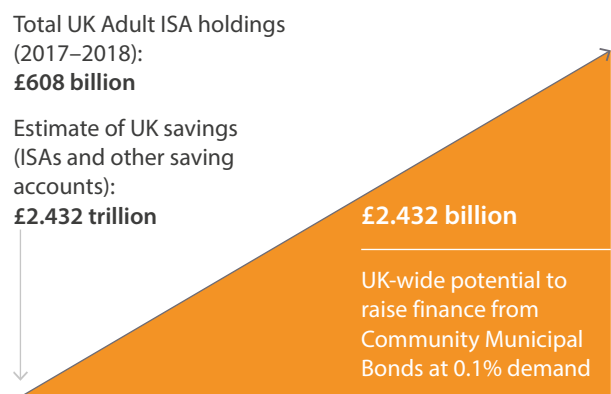 Total UK Adult ISA holdings
(2017–2018):
£608 billion
Estimate of UK savings
(ISAs and other saving
accounts):
£2.432 trillion
£2.432 billion
UK-wide potential to
raise finance from
Community Municipal
Bonds at 0.1% demand